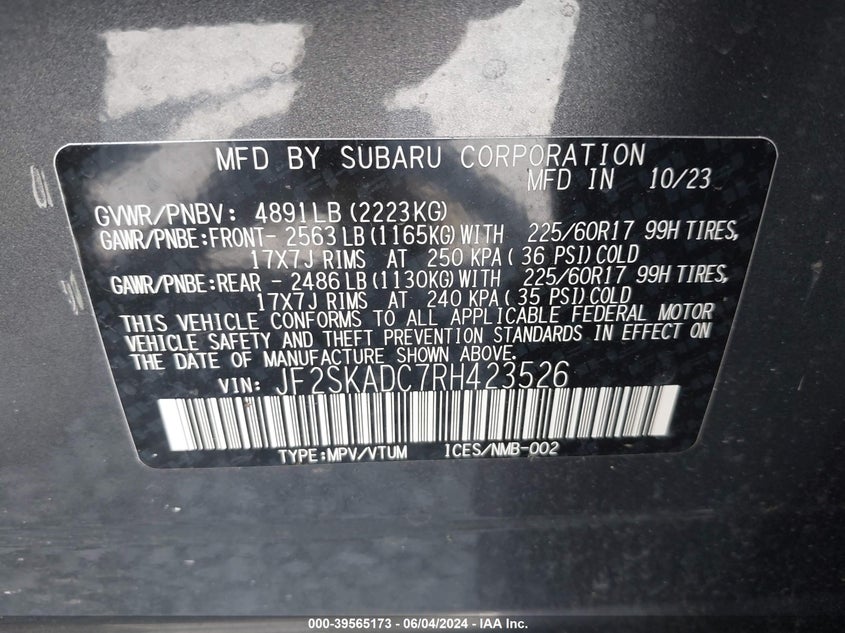 MFD BY SUBARU CORPORATION
MFD IN 10/23
GVWR/PNBV: 4891LB (2223KG)
GAWR/PNBE:FRONT- 2563LB (1165KG) WITH 225/60R17 99H TIRES,
17X7J RIMS AT 250 KPA ( 36 PSI) COLD
GAWR/PNBE:REAR - 2486LB (1130KG) WITH 225/60R17 99H TIRES,
17X7J RIMS AT 240 KPA ( 35 PSI) COLD
THIS VEHICLE CONFORMS TO ALL APPLICABLE FEDERAL MOTOR
VEHICLE SAFETY AND THEFT PREVENTION STANDARDS IN EFFECT ON
THE DATE OF MANUFACTURE SHOWN ABOVE.
VIN: JF2SKADC7RH423526
TYPE:MPV/VTUM ICES/NMB-002
000-39565173 - 06/04/2024 - IAA Inc.